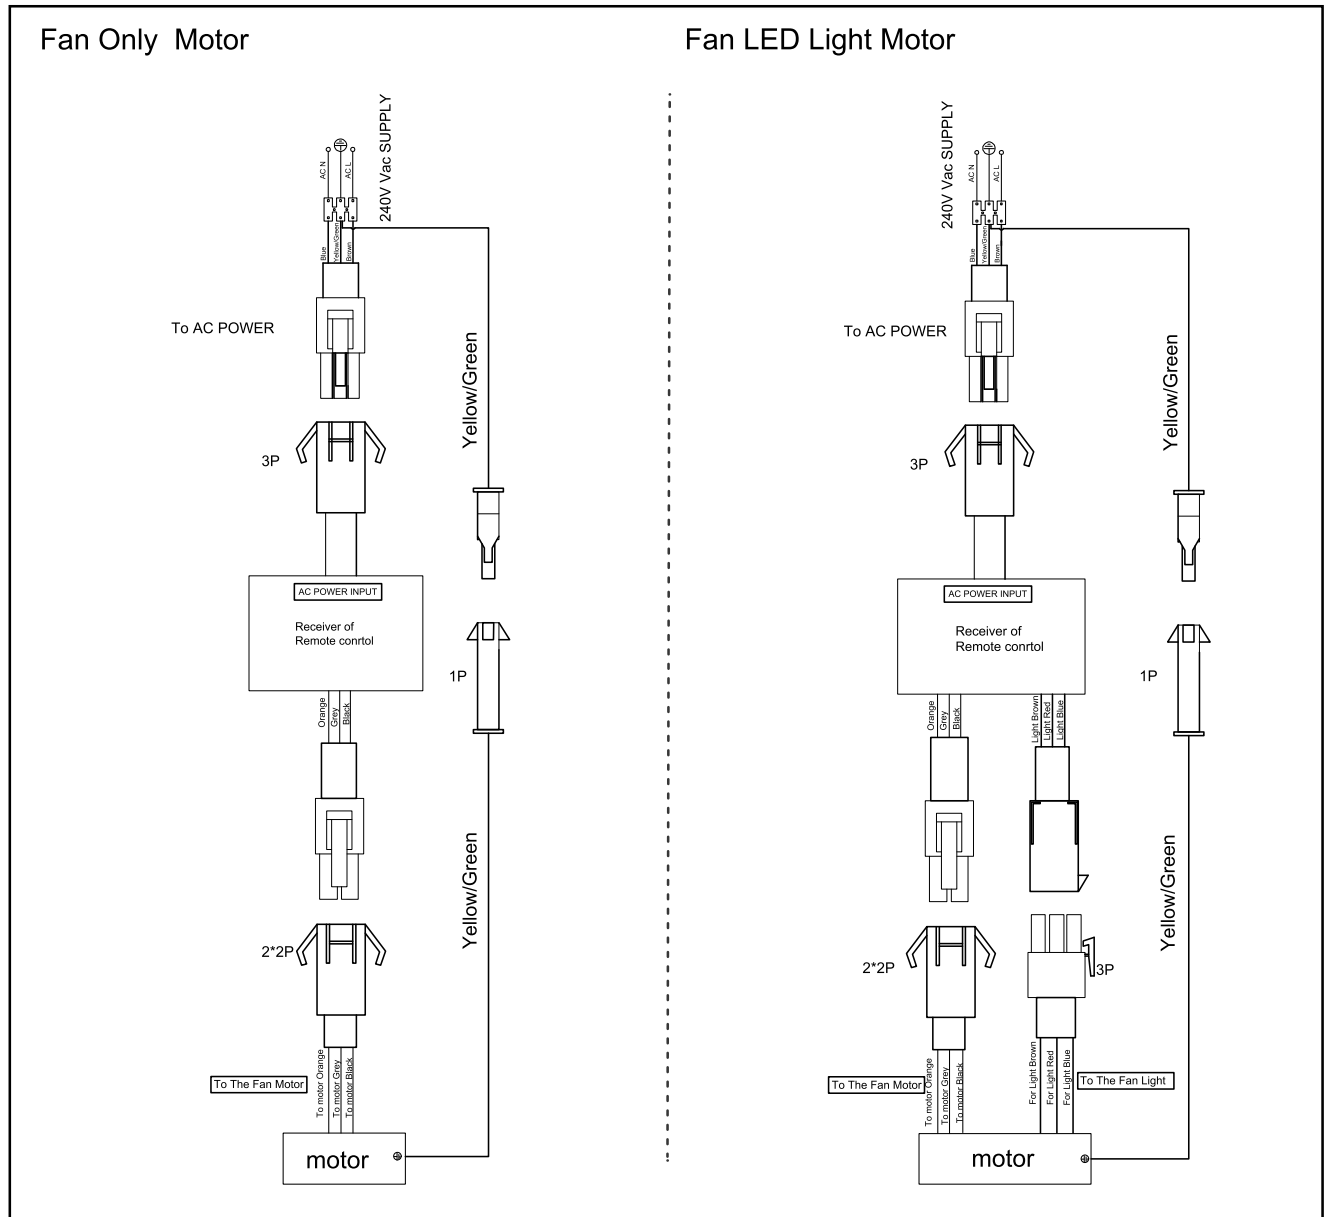 Fan Only Motor
240V Vac SUPPLY
AC N
AC L
Blue
Yellow/Green
Brown
To AC POWER
Yellow/Green
3P
AC POWER INPUT
Receiver of
Remote conrtol
1P
Orange
Grey
Black
Yellow/Green
2*2P
To The Fan Motor
To motor Orange
To motor Grey
To motor Black
motor
Fan LED Light Motor
240V Vac SUPPLY
AC N
AC L
Blue
Yellow/Green
Brown
To AC POWER
Yellow/Green
3P
AC POWER INPUT
Receiver of
Remote conrtol
1P
Orange
Grey
Black
Light Brown
Light Red
Light Blue
Yellow/Green
2*2P
3P
To The Fan Motor
To motor Orange
To motor Grey
To motor Black
For Light Brown
For Light Red
For Light Blue
To The Fan Light
motor